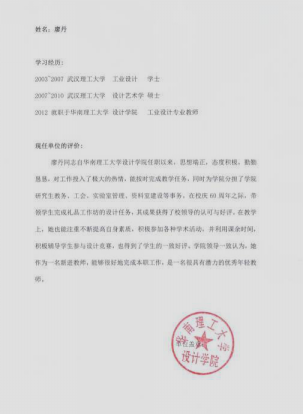 姓名：廖丹
学习经历：
2003~2007 武汉理工大学 工业设计 学士
2007~2010 武汉理工大学 设计艺术学 硕士
2012 就职于华南理工大学 设计学院 工业设计专业教师
现任单位的评价：
廖丹同志自华南理工大学设计学院任职以来，思想端正，态度积极，勤勤
恳恳，对工作投入了极大的热情，能按时完成教学任务，同时为学院分担了学院
研究生教务、工会、实验室管理、资料室建设等事务。在校庆 60 周年之际，带
领学生完成礼品工作坊的设计任务，其成果获得了校领导的认可与好评。在教学
上，她也能注重不断提高自身素质，积极参加各种学术活动，并利用课余时间，
积极辅导学生参与设计竞赛，也得到了学生的一致好评。学院领导一致认为，她
作为一名职道教师，能够很好地完成本职工作，是一名很具有潜力的优秀年轻教
师。
华南理工大学
设计学院